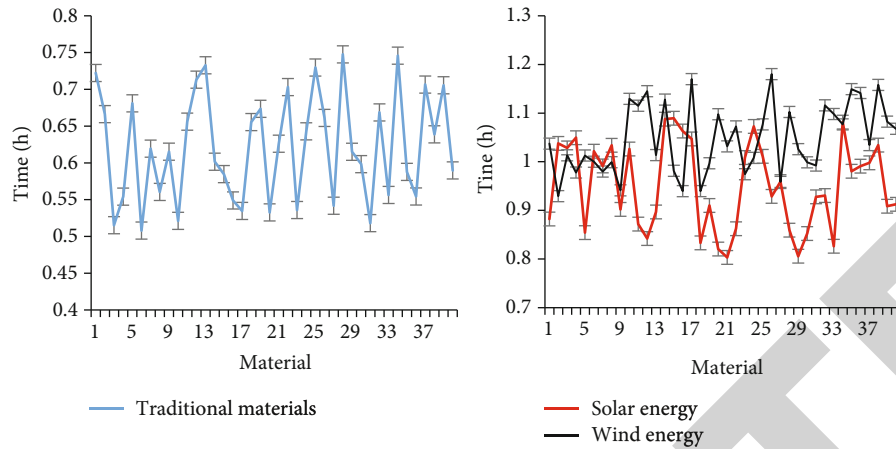 0.8
0.75
0.7
0.65
0.6
0.55
0.5
0.45
0.4
Time (h)
1 5 9 13 17 21 25 29 33 37
Material
Traditional materials
1.3
1.2
1.1
1
0.9
0.8
0.7
Tine (h)
1 5 9 13 17 21 25 29 33 37
Material
Solar energy
Wind energy